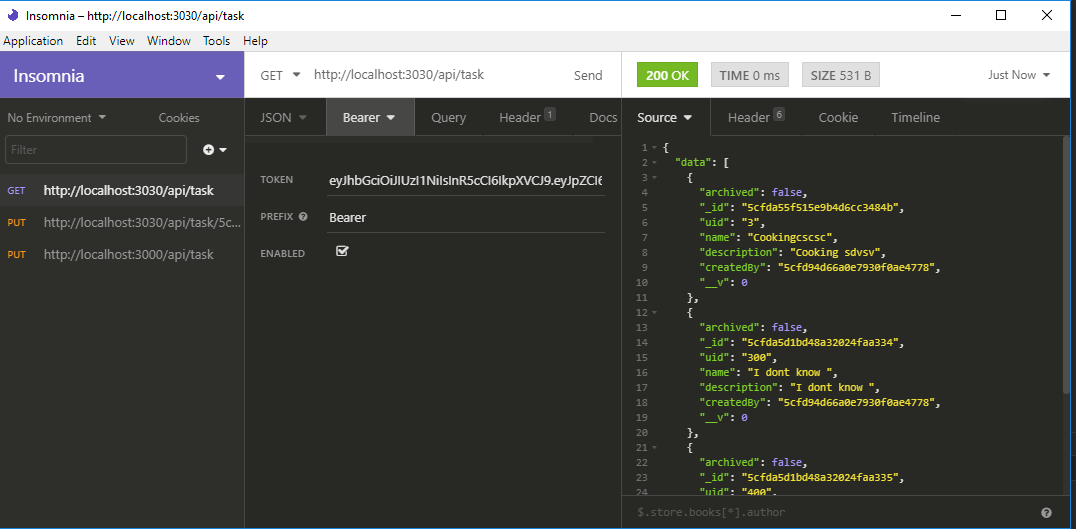 Insomnia – http://localhost:3030/api/task
Application Edit View Window Tools Help
Insomnia
GET http://localhost:3030/api/task Send
200 OK TIME 0 ms SIZE 531 B Just Now
No Environment Cookies
JSON Bearer Query Header 1 Docs
Source Header 6 Cookie Timeline
Filter
GET http://localhost:3030/api/task
PUT http://localhost:3030/api/task/5c...
PUT http://localhost:3000/api/task
TOKEN eyJhbGciOiJIUzI1NiIsInR5cCI6IkpXVCJ9.eyJpZCI6
PREFIX Bearer
ENABLED
1 {
2 "data": [
3 {
4 "archived": false,
5 "_id": "5cfda55f515e9b4d6cc3484b",
6 "uid": "3",
7 "name": "Cookingcscsc",
8 "description": "Cooking sdvsv",
9 "createdBy": "5cfd94d66a0e7930f0ae4778",
10 "__v": 0
11 },
12 {
13 "archived": false,
14 "_id": "5cfda5d1bd48a32024faa334",
15 "uid": "300",
16 "name": "I dont know ",
17 "description": "I dont know ",
18 "createdBy": "5cfd94d66a0e7930f0ae4778",
19 "__v": 0
20 },
21 {
22 "archived": false,
23 "_id": "5cfda5d1bd48a32024faa335",
24 "uid": "400",
$.store.books[*].author